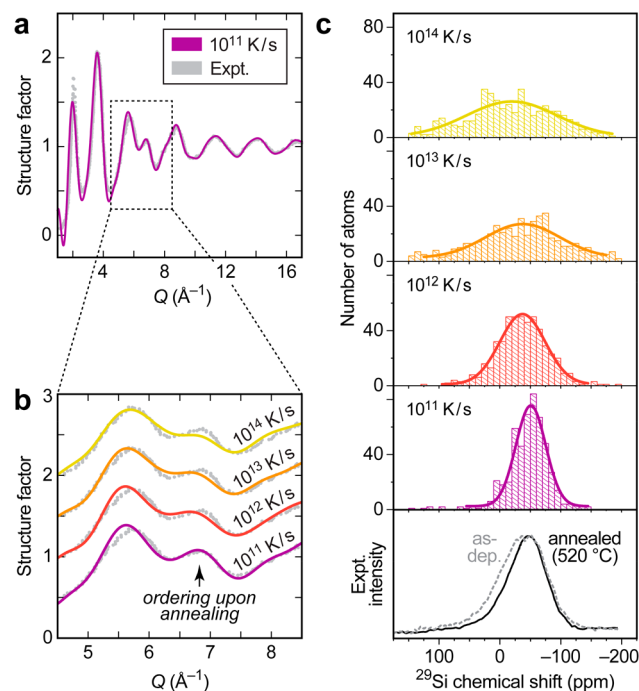 a
10¹¹ K/s
Expt.
Structure factor
2
1
0
4
8
12
16
Q (Å⁻¹)
b
Structure factor
3
2
1
0
10¹⁴ K/s
10¹³ K/s
10¹² K/s
10¹¹ K/s
ordering upon
annealing
5
6
7
8
Q (Å⁻¹)
c
Number of atoms
10¹⁴ K/s
80
40
0
10¹³ K/s
40
0
10¹² K/s
40
0
10¹¹ K/s
40
0
Expt.
intensity
as-
dep.
annealed
(520 °C)
100
0
−100
−200
²⁹Si chemical shift (ppm)